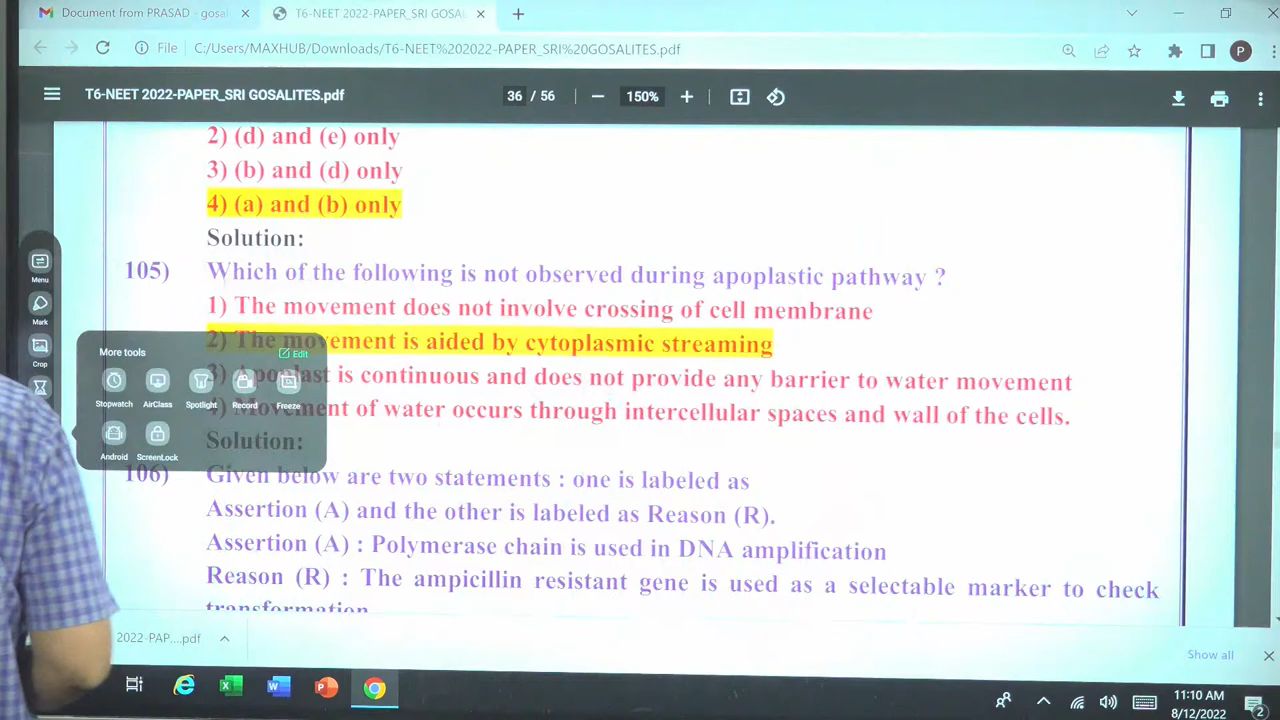 Document from PRASAD - gosal
T6-NEET 2022-PAPER_SRI GOSAL
File C:/Users/MAXHUB/Downloads/T6-NEET%202022-PAPER_SRI%20GOSALITES.pdf
P
T6-NEET 2022-PAPER_SRI GOSALITES.pdf
36 / 56
150%
2) (d) and (e) only
3) (b) and (d) only
4) (a) and (b) only
Solution:
105) Which of the following is not observed during apoplastic pathway ?
1) The movement does not involve crossing of cell membrane
2) The movement is aided by cytoplasmic streaming
3) Apoplast is continuous and does not provide any barrier to water movement
4) Movement of water occurs through intercellular spaces and wall of the cells.
Solution:
106) Given below are two statements : one is labeled as
Assertion (A) and the other is labeled as Reason (R).
Assertion (A) : Polymerase chain is used in DNA amplification
Reason (R) : The ampicillin resistant gene is used as a selectable marker to check
transformation
Menu
Mark
Crop
More tools
Edit
Stopwatch AirClass Spotlight Record Freeze
Android ScreenLock
2022-PAP....pdf
Show all
11:10 AM
8/12/2022
2